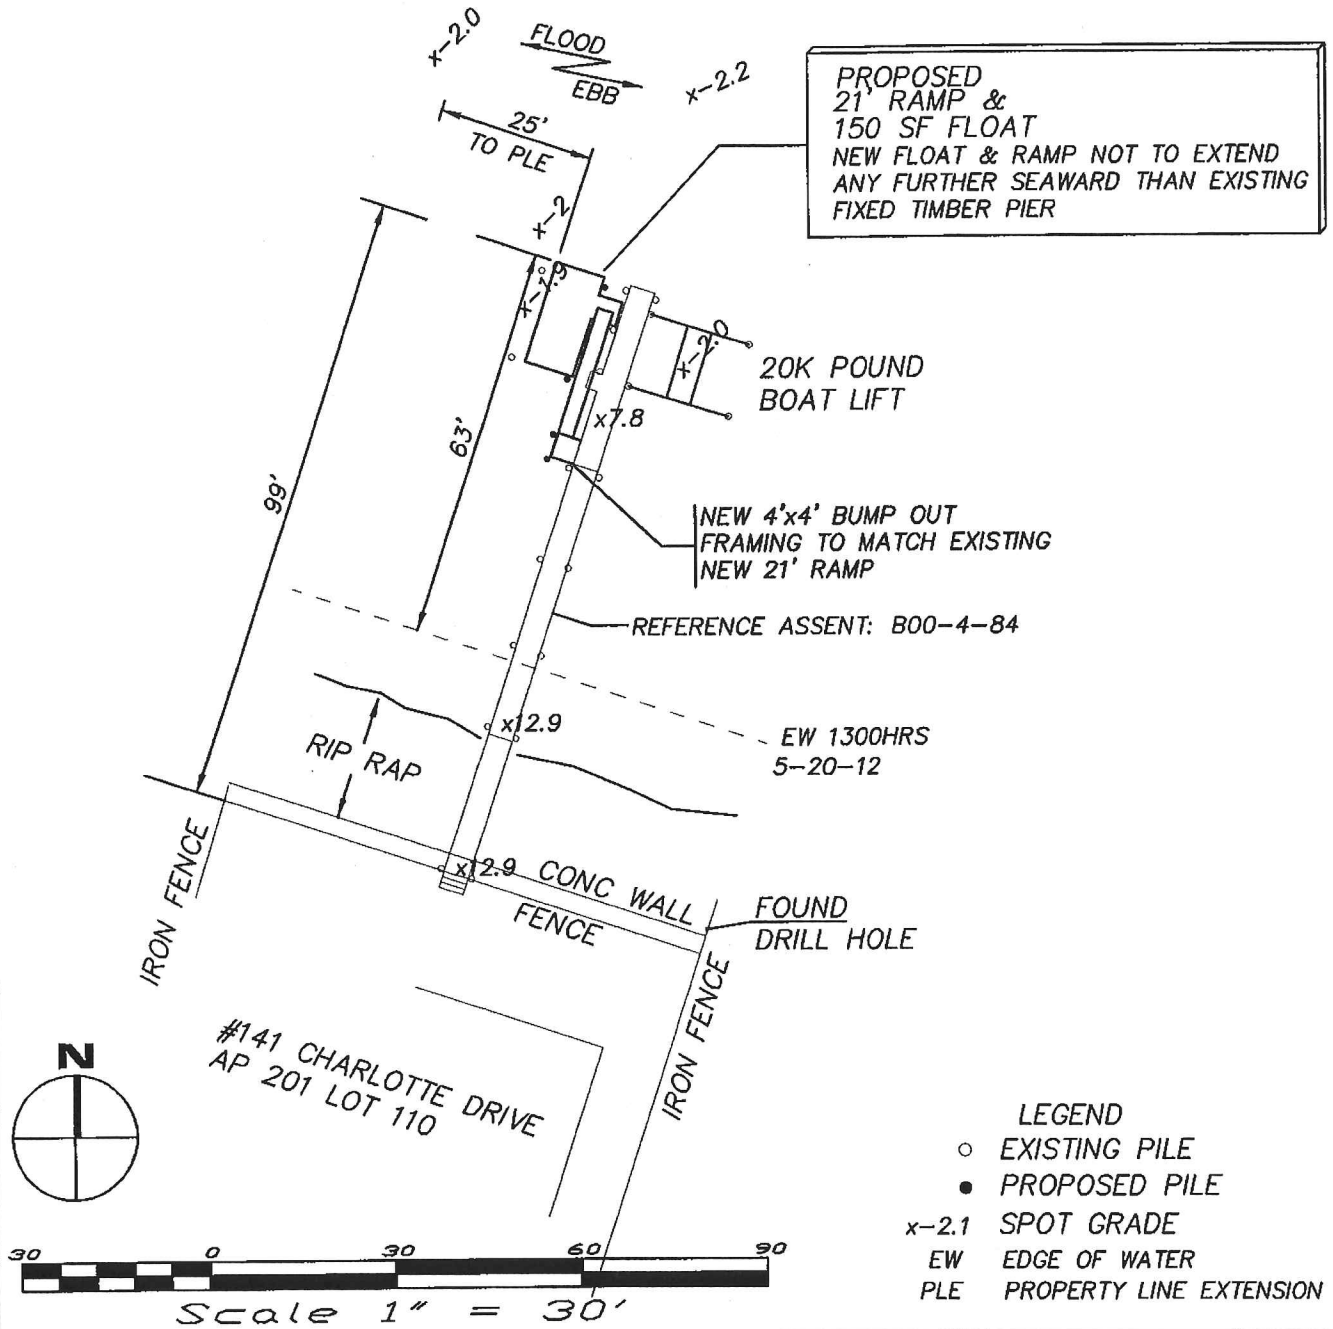 x-2.0
FLOOD
EBB
x-2.2
25'
TO PLE
PROPOSED
21' RAMP &
150 SF FLOAT
NEW FLOAT & RAMP NOT TO EXTEND
ANY FURTHER SEAWARD THAN EXISTING
FIXED TIMBER PIER
x-2
x-1.9
x-2.0
20K POUND
BOAT LIFT
x7.8
63'
99'
NEW 4'x4' BUMP OUT
FRAMING TO MATCH EXISTING
NEW 21' RAMP
REFERENCE ASSENT: B00-4-84
x12.9
EW 1300HRS
5-20-12
RIP RAP
x12.9
CONC WALL
FENCE
IRON FENCE
FOUND
DRILL HOLE
IRON FENCE
#141 CHARLOTTE DRIVE
AP 201 LOT 110
N
LEGEND
EXISTING PILE
PROPOSED PILE
x-2.1 SPOT GRADE
EW EDGE OF WATER
PLE PROPERTY LINE EXTENSION
30 0 30 60 90
Scale 1" = 30'